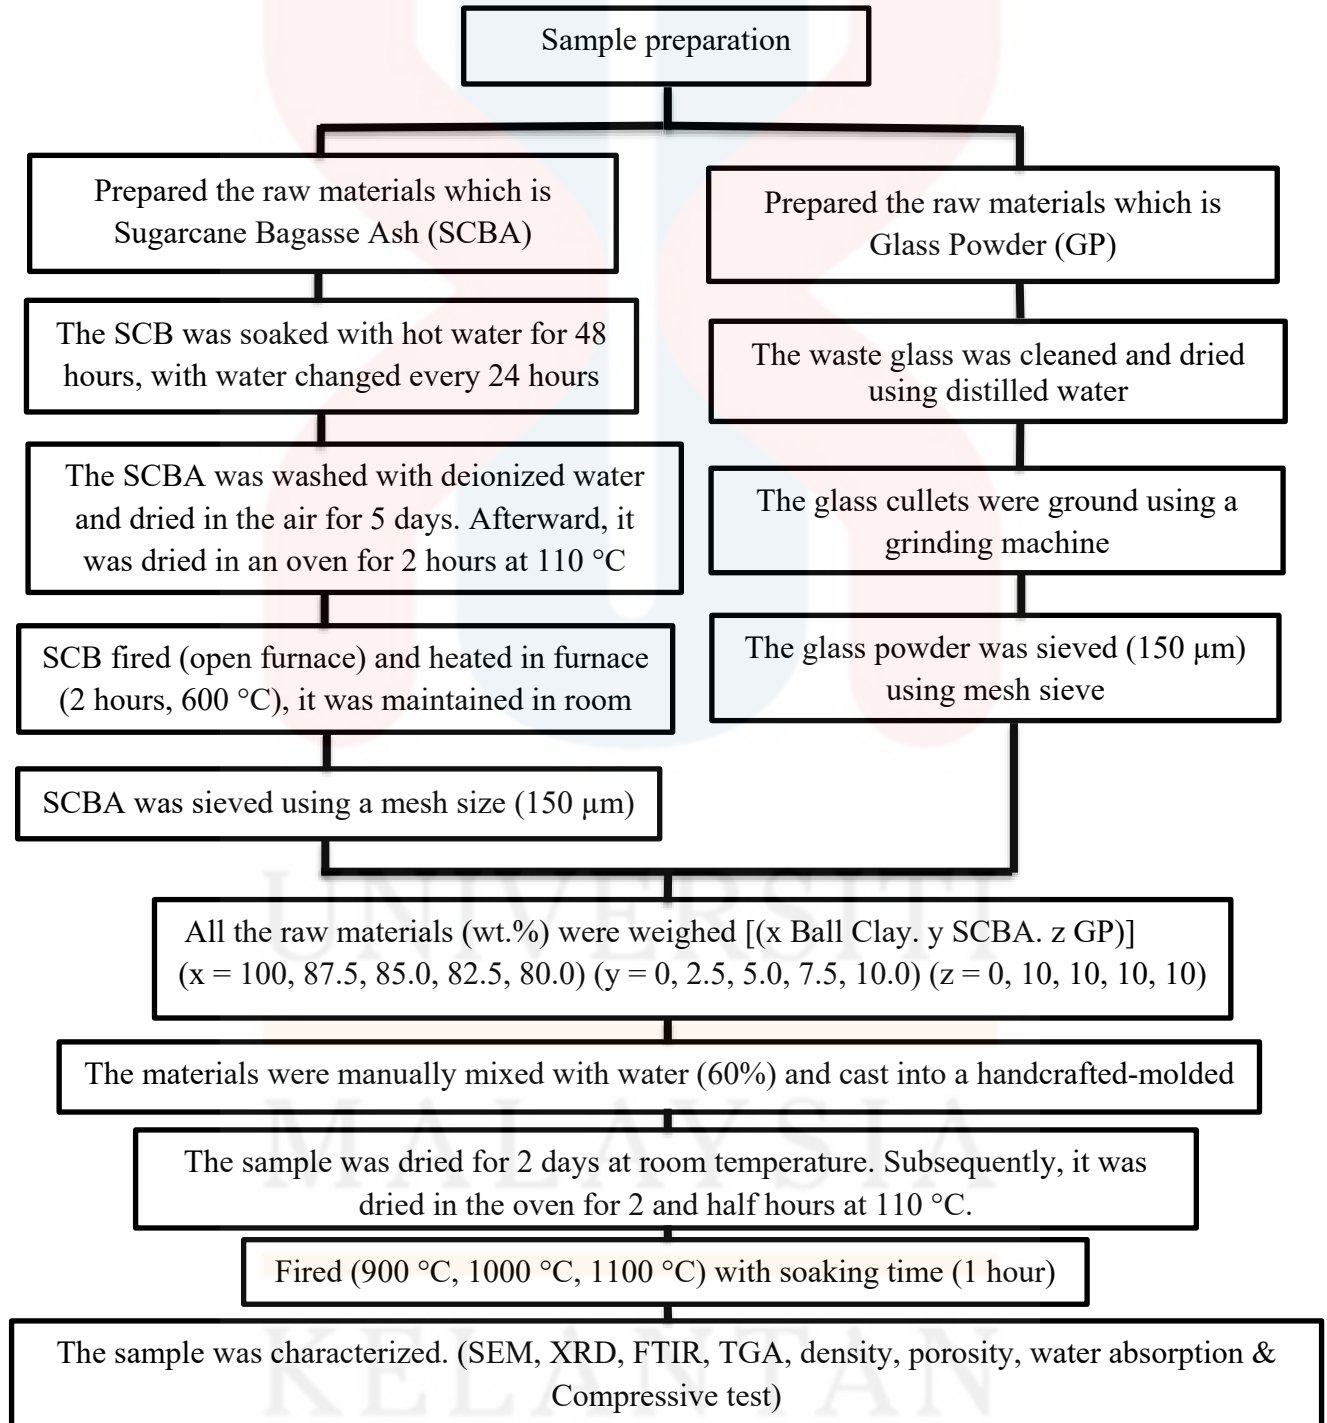 Sample preparation
Prepared the raw materials which is
Sugarcane Bagasse Ash (SCBA)
The SCB was soaked with hot water for 48
hours, with water changed every 24 hours
The SCBA was washed with deionized water
and dried in the air for 5 days. Afterward, it
was dried in an oven for 2 hours at 110 °C
SCB fired (open furnace) and heated in furnace
(2 hours, 600 °C), it was maintained in room
SCBA was sieved using a mesh size (150 µm)
Prepared the raw materials which is
Glass Powder (GP)
The waste glass was cleaned and dried
using distilled water
The glass cullets were ground using a
grinding machine
The glass powder was sieved (150 µm)
using mesh sieve
All the raw materials (wt.%) were weighed [(x Ball Clay. y SCBA. z GP)]
(x = 100, 87.5, 85.0, 82.5, 80.0) (y = 0, 2.5, 5.0, 7.5, 10.0) (z = 0, 10, 10, 10, 10)
The materials were manually mixed with water (60%) and cast into a handcrafted-molded
The sample was dried for 2 days at room temperature. Subsequently, it was
dried in the oven for 2 and half hours at 110 °C.
Fired (900 °C, 1000 °C, 1100 °C) with soaking time (1 hour)
The sample was characterized. (SEM, XRD, FTIR, TGA, density, porosity, water absorption &
Compressive test)
UNIVERSITI
MALAYSIA
KELANTAN